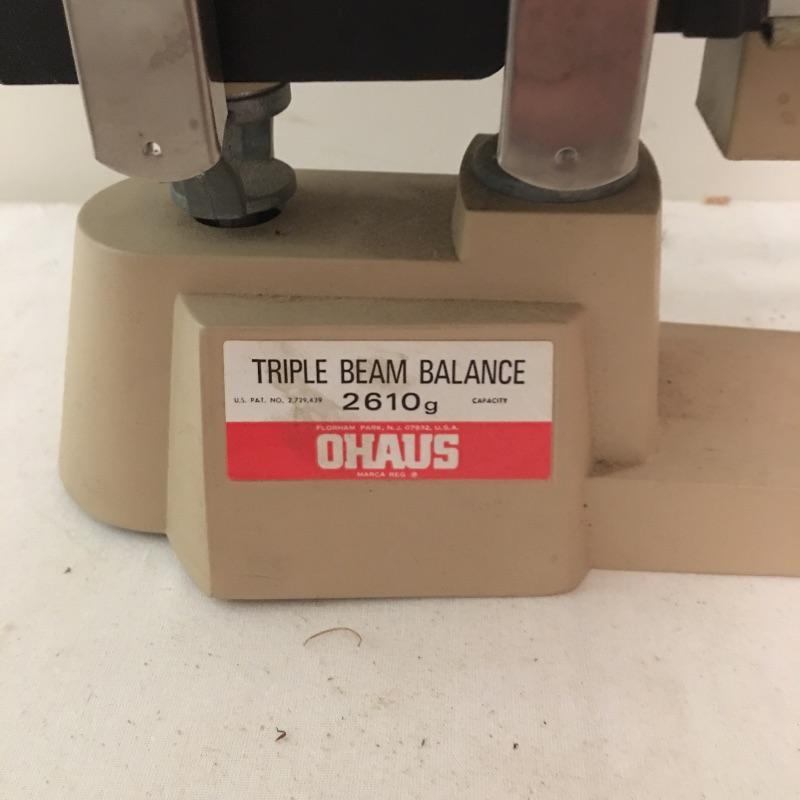 TRIPLE BEAM BALANCE
U.S. PAT. NO. 2,729,439 2610g CAPACITY
FLORHAM PARK, N.J. 07932, U.S.A.
OHAUS
MARCA REG ®